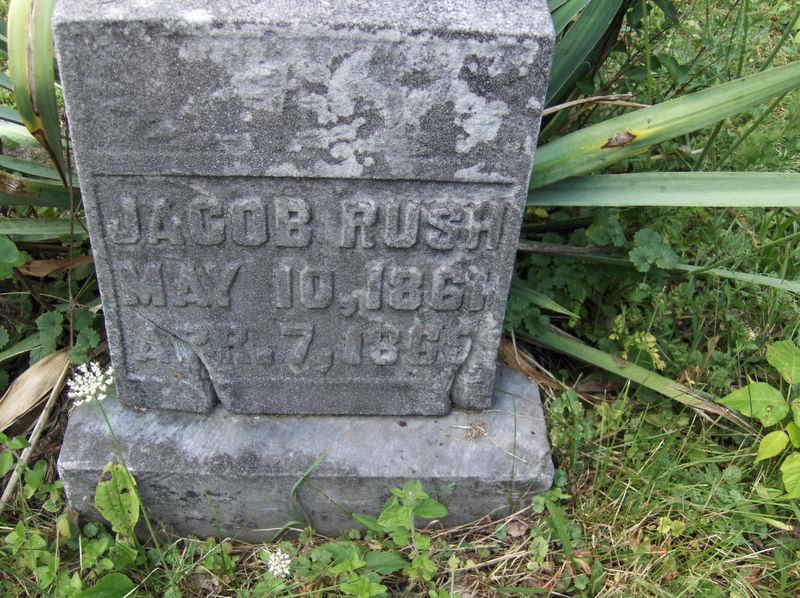 JACOB RUSH
MAY 10, 1861
APR. 7, 1865